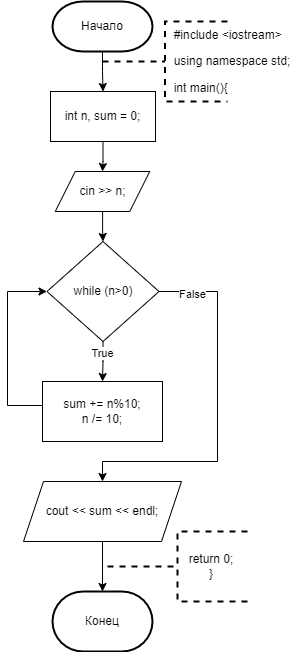 Начало
#include <iostream>
using namespace std;
int main(){
int n, sum = 0;
cin >> n;
while (n>0)
False
True
sum += n%10;
n /= 10;
cout << sum << endl;
return 0;
}
Конец